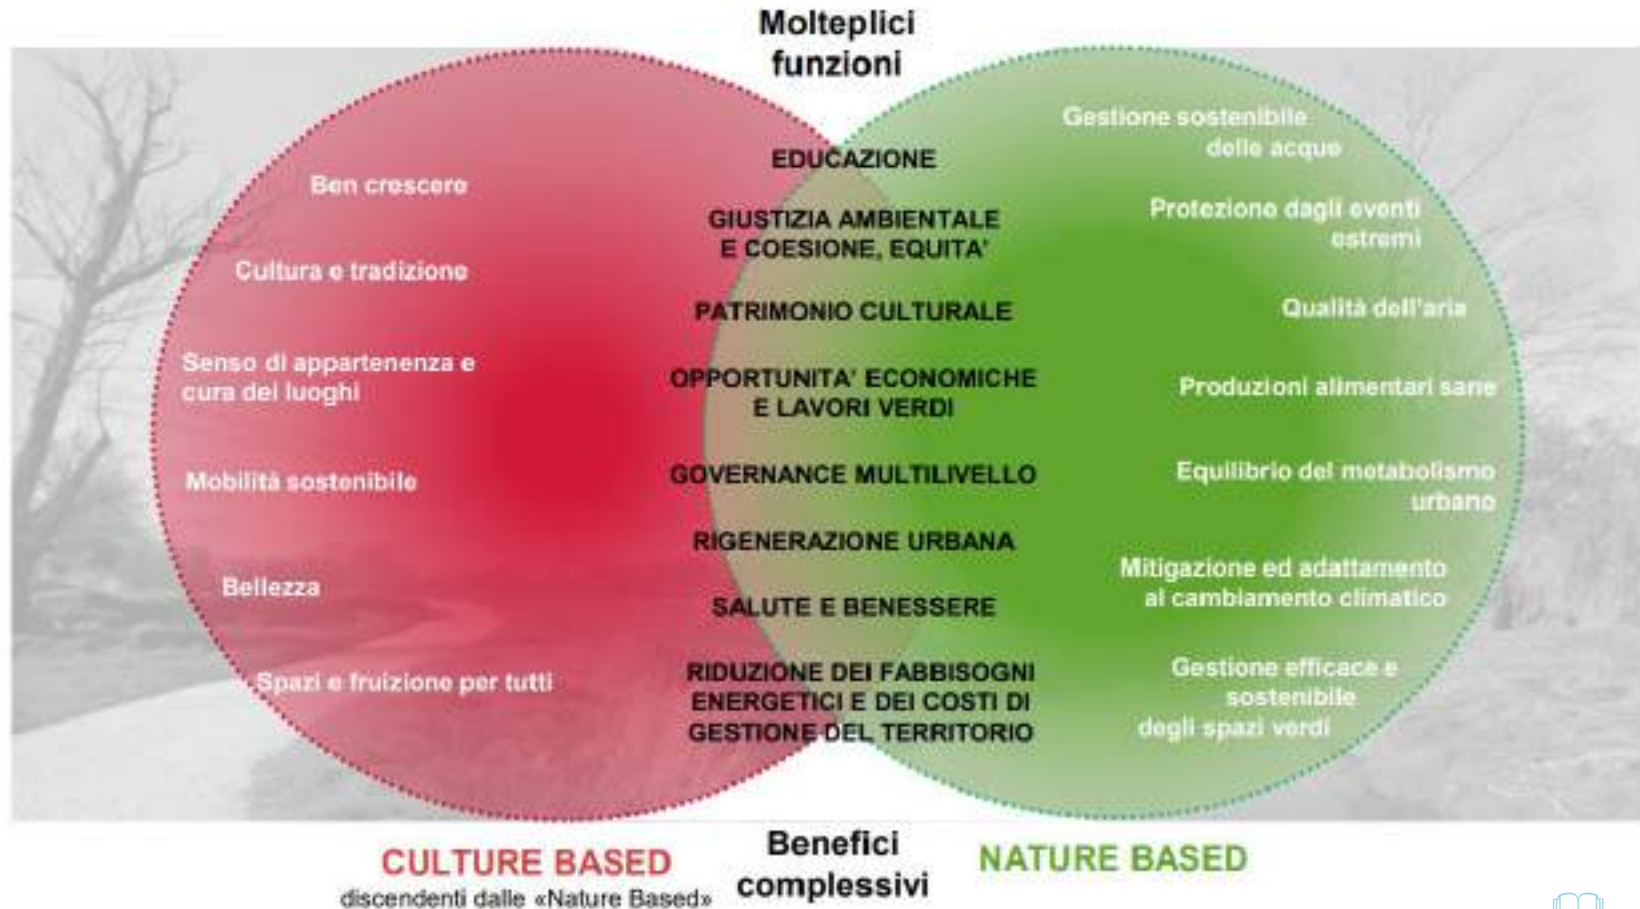 Molteplici
funzioni
Ben crescere
Cultura e tradizione
Senso di appartenenza e
cura dei luoghi
Mobilità sostenibile
Bellezza
Spazi e fruizione per tutti
EDUCAZIONE
GIUSTIZIA AMBIENTALE
E COESIONE, EQUITA'
PATRIMONIO CULTURALE
OPPORTUNITA' ECONOMICHE
E LAVORI VERDI
GOVERNANCE MULTILIVELLO
RIGENERAZIONE URBANA
SALUTE E BENESSERE
RIDUZIONE DEI FABBISOGNI
ENERGETICI E DEI COSTI DI
GESTIONE DEL TERRITORIO
Gestione sostenibile
delle acque
Protezione dagli eventi
estremi
Qualità dell'aria
Produzioni alimentari sane
Equilibrio del metabolismo
urbano
Mitigazione ed adattamento
al cambiamento climatico
Gestione efficace e
sostenibile
degli spazi verdi
CULTURE BASED
discendenti dalle «Nature Based»
Benefici
complessivi
NATURE BASED